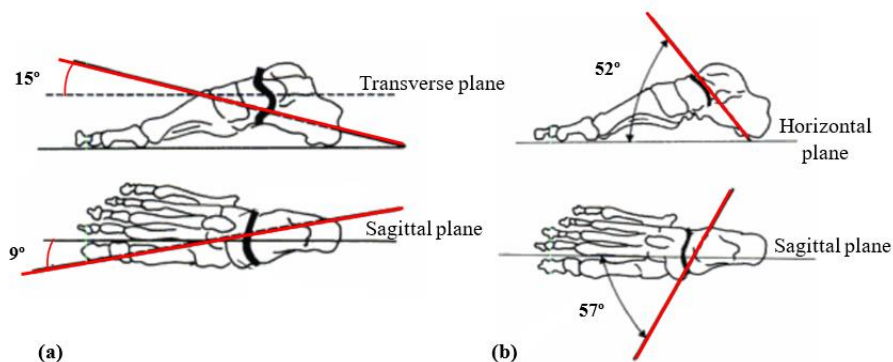 15º
Transverse plane
52º
Horizontal
plane
Sagittal plane
9º
Sagittal plane
57º
(a)
(b)